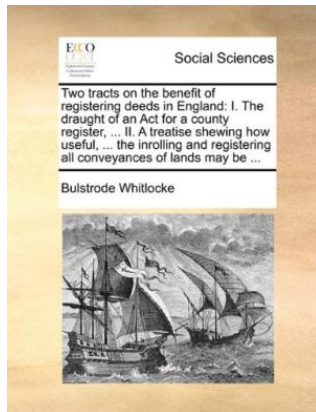 ECCO
Social Sciences
Two tracts on the benefit of
registering deeds in England: I. The
draught of an Act for a county
register, ... II. A treatise shewing how
useful, ... the inrolling and registering
all conveyances of lands may be ...
Bulstrode Whitlocke